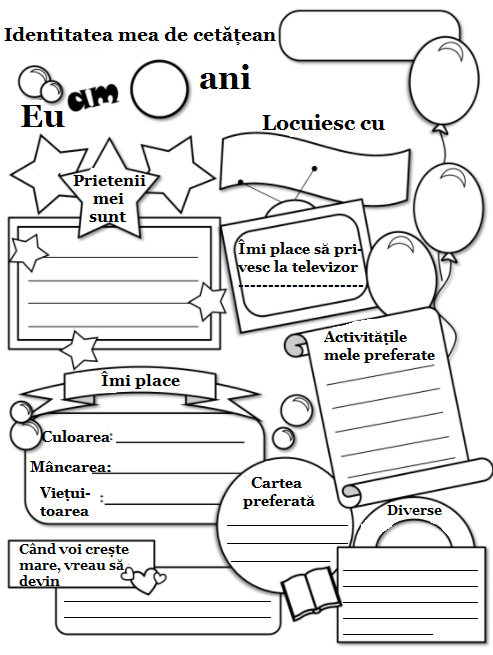 Identitatea mea de cetățean
Eu am ani
Locuiesc cu
Prietenii
mei
sunt
Îmi place să pri-
vesc la televizor
Activitățile
mele preferate
Îmi place
Culoarea:
Mâncarea:
Viețui-
toarea :
Cartea
preferată
Diverse
Când voi crește
mare, vreau să
devin